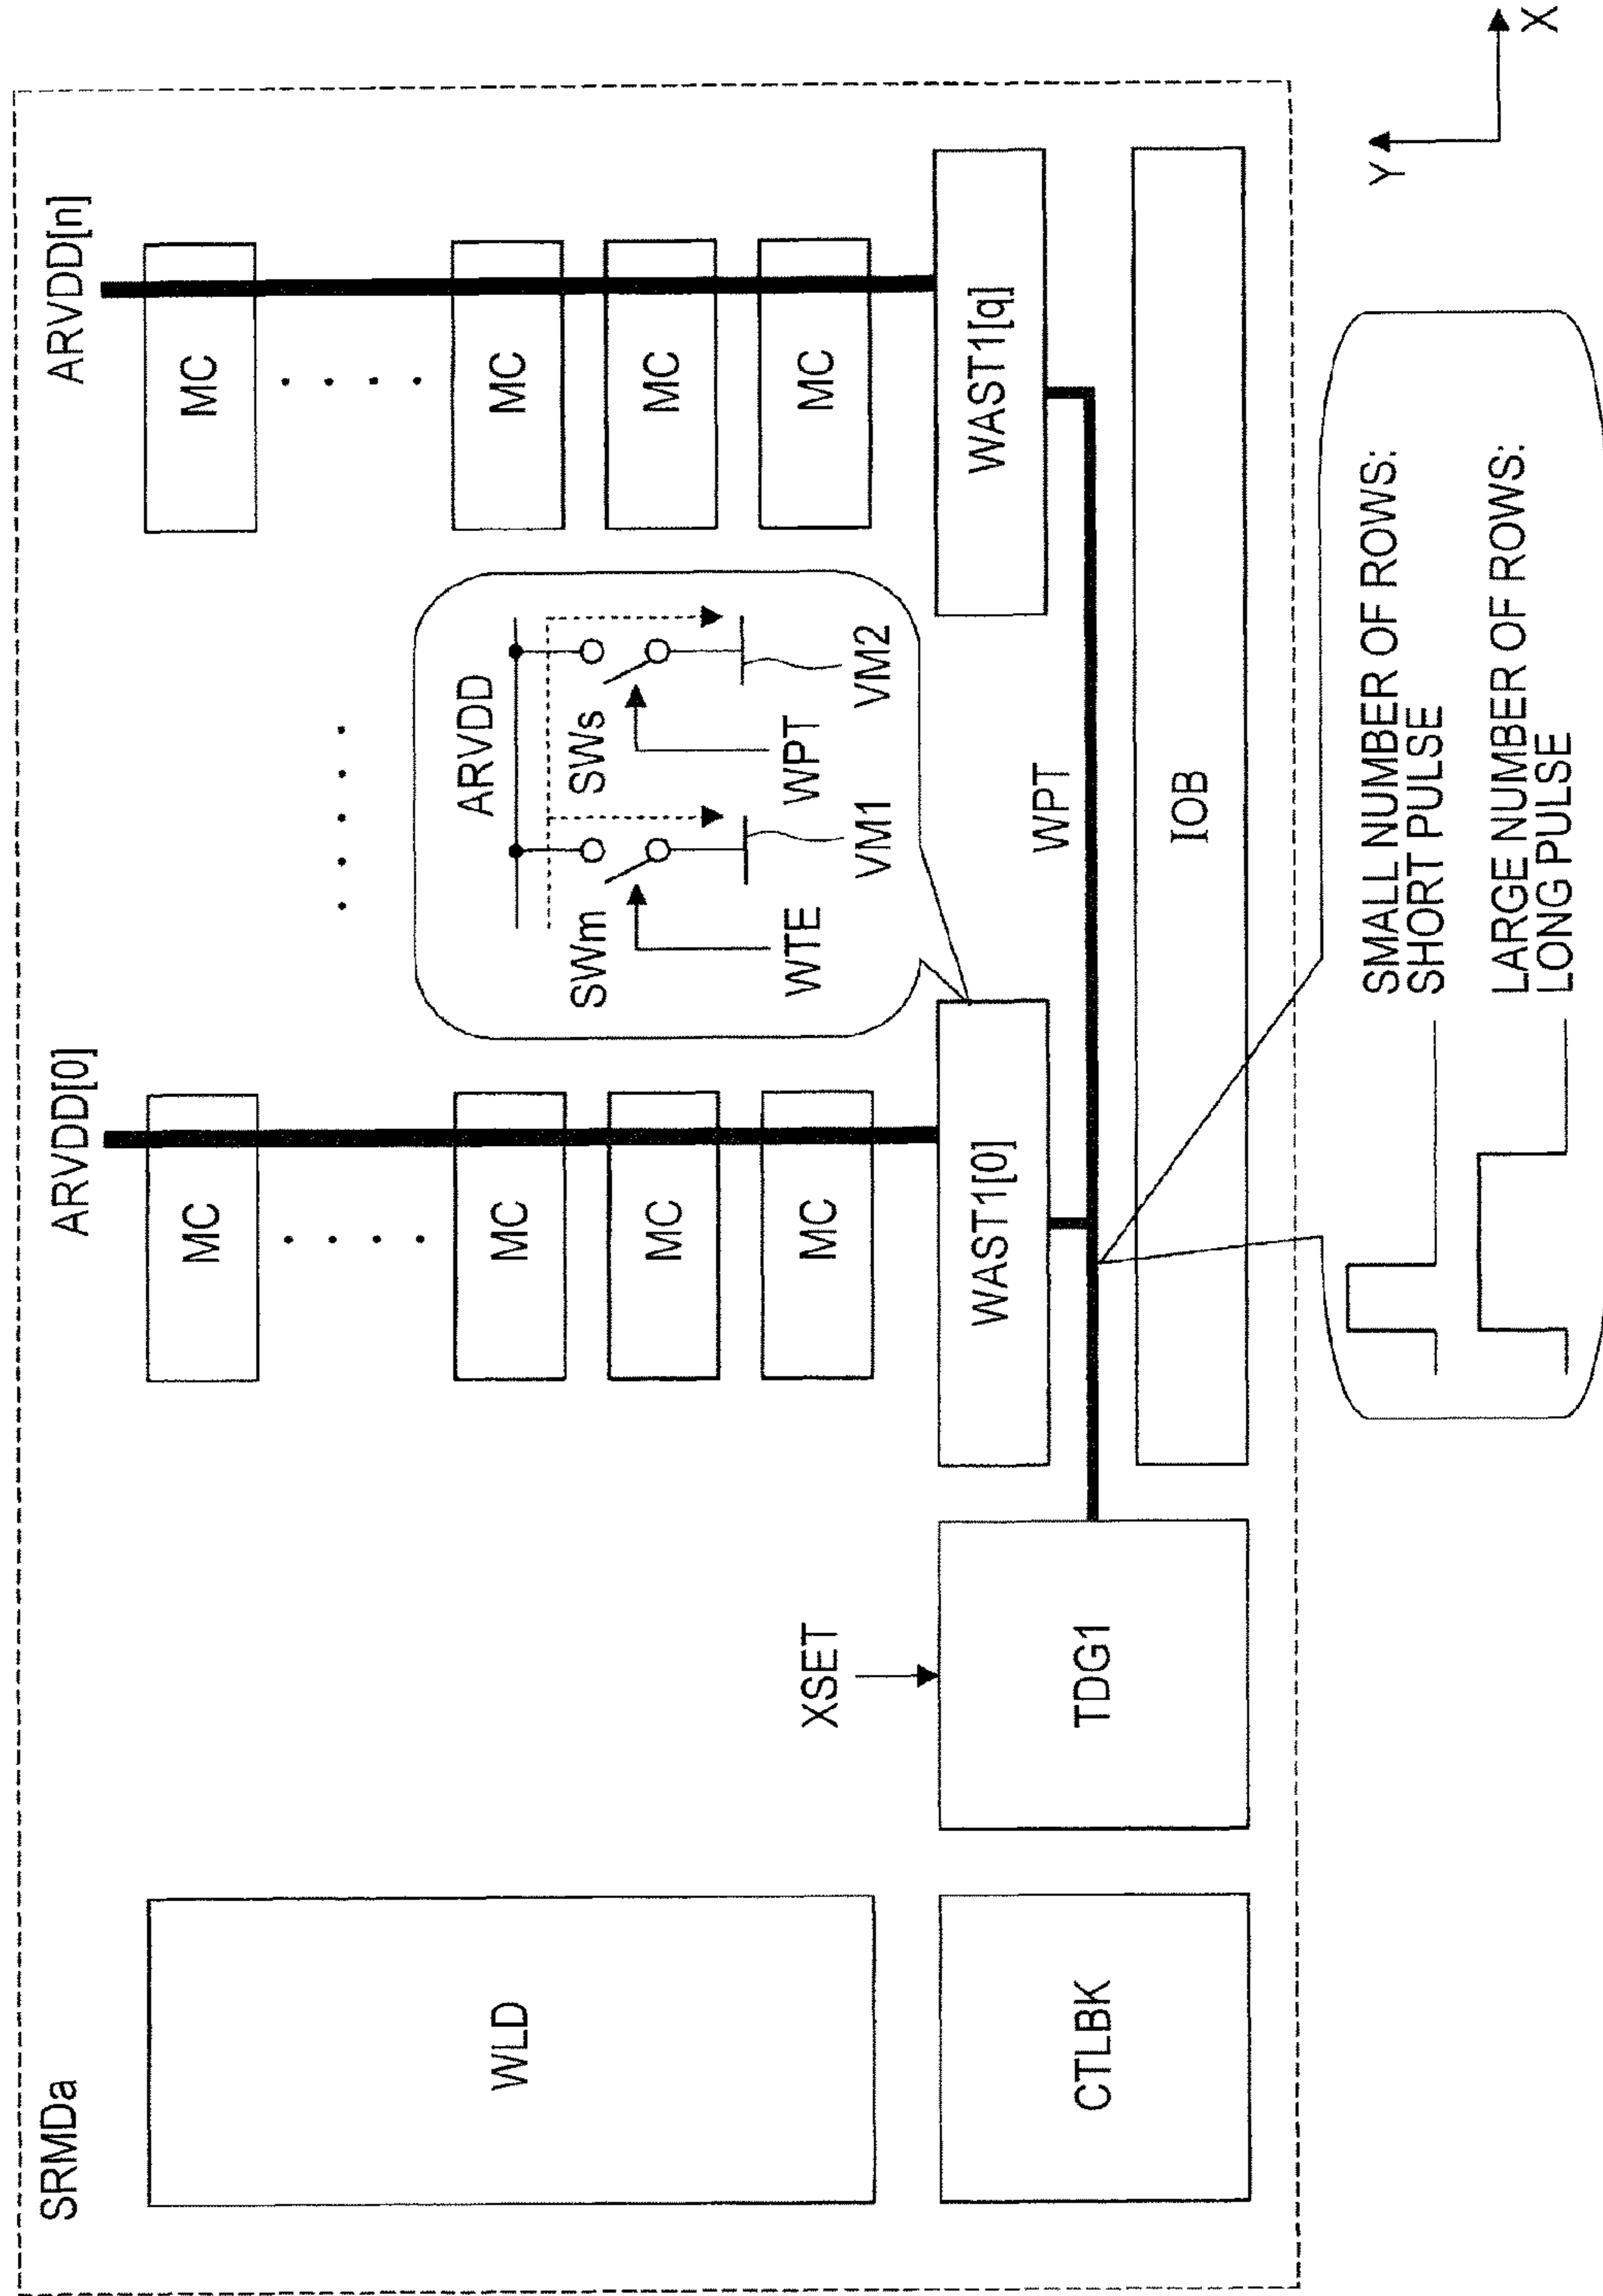 SRMDa
ARVDD[0]
ARVDD[n]
WLD
MC
MC
. . . .
. . . .
. . . . .
MC
MC
MC
MC
MC
MC
ARVDD
SWm
SWs
WTE
WPT
VM1
VM2
XSET
CTLBK
TDG1
WAST1[0]
WAST1[q]
WPT
IOB
SMALL NUMBER OF ROWS:
SHORT PULSE
LARGE NUMBER OF ROWS:
LONG PULSE
Y
X